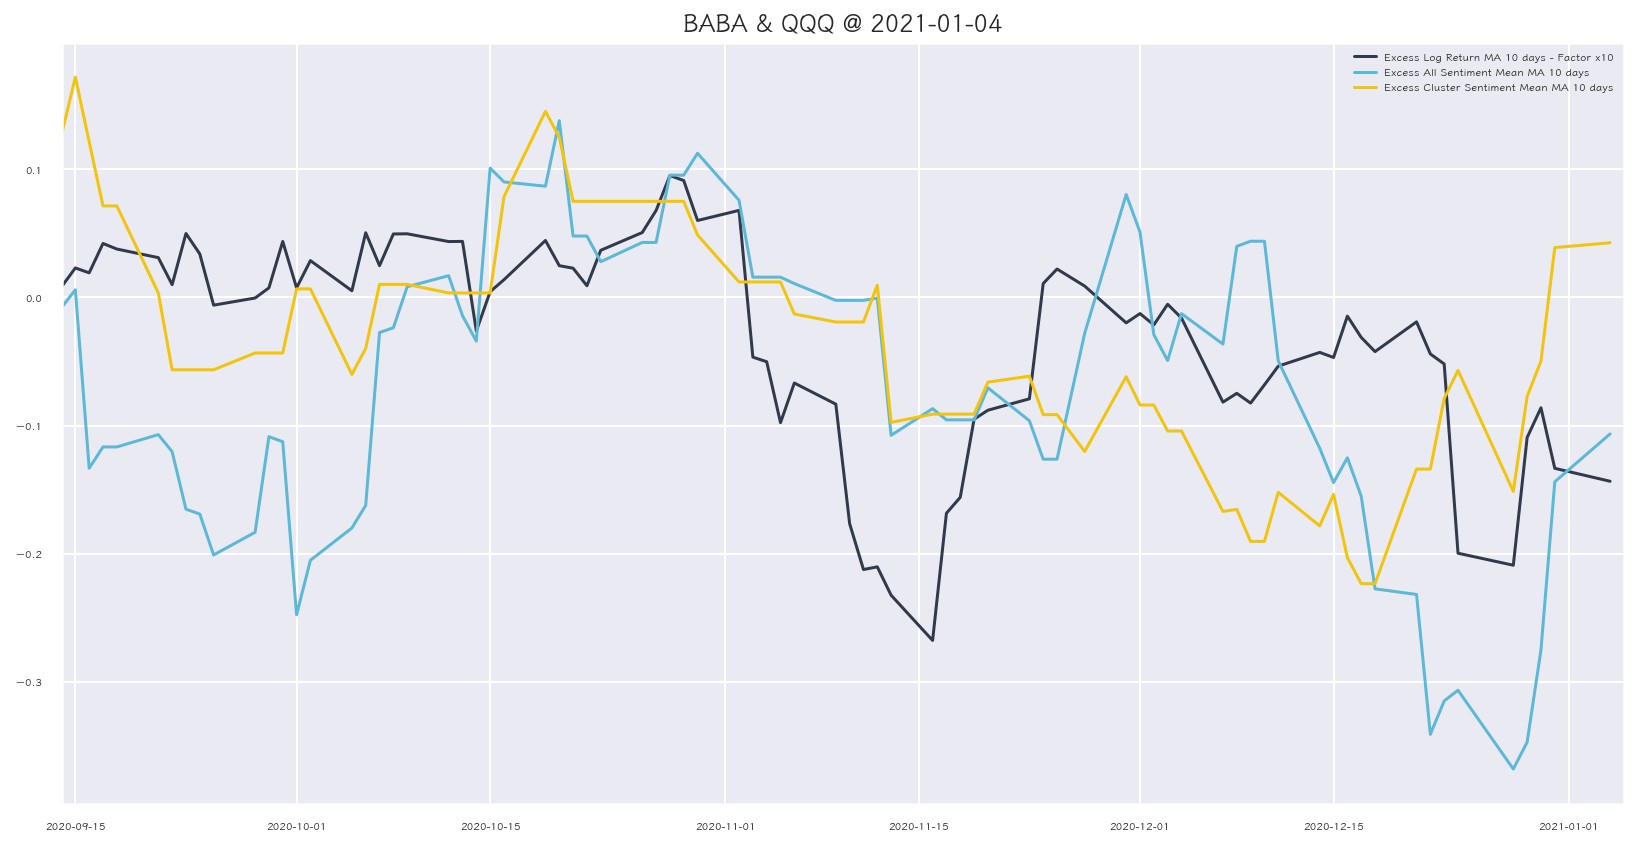 BABA & QQQ @ 2021-01-04
Excess Log Return MA 10 days - Factor x10
Excess All Sentiment Mean MA 10 days
Excess Cluster Sentiment Mean MA 10 days
0.1
0.0
−0.1
−0.2
−0.3
2020-09-15 2020-10-01 2020-10-15 2020-11-01 2020-11-15 2020-12-01 2020-12-15 2021-01-01